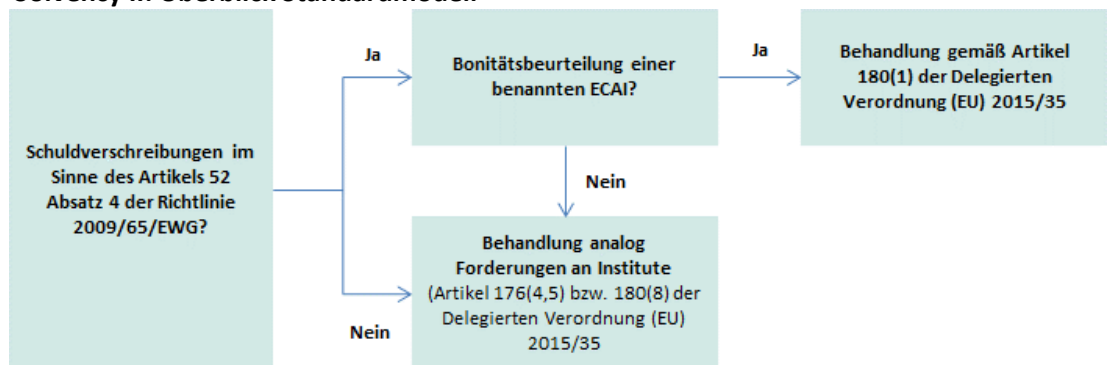 Ja
Bonitätsbeurteilung einer
benannten ECAI?
Ja
Behandlung gemäß Artikel
180(1) der Delegierten
Verordnung (EU) 2015/35
Schuldverschreibungen im
Sinne des Artikels 52
Absatz 4 der Richtlinie
2009/65/EWG?
Nein
Behandlung analog
Forderungen an Institute
(Artikel 176(4,5) bzw. 180(8) der
Delegierten Verordnung (EU)
2015/35
Nein